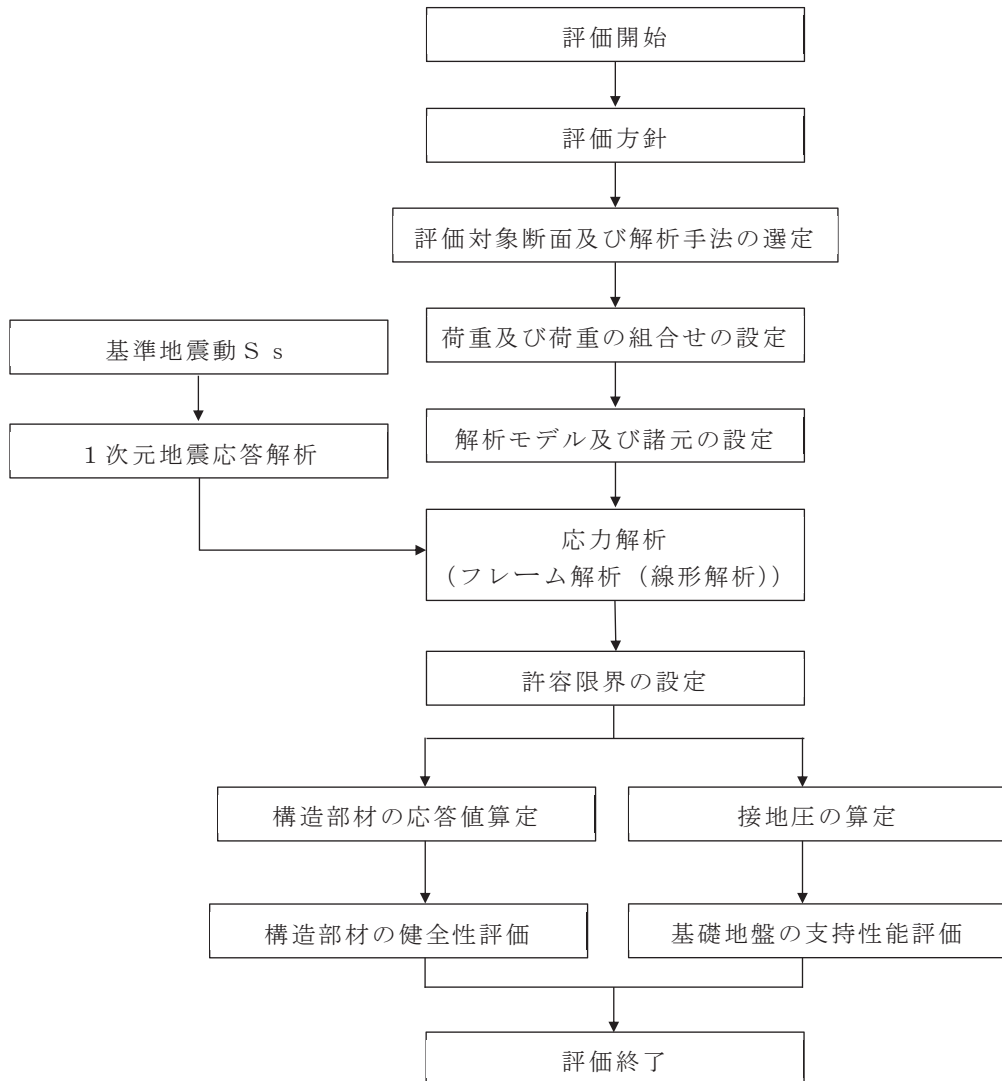 評価開始
評価方針
評価対象断面及び解析手法の選定
荷重及び荷重の組合せの設定
基準地震動Ｓｓ
解析モデル及び諸元の設定
１次元地震応答解析
応力解析
（フレーム解析（線形解析））
許容限界の設定
構造部材の応答値算定
接地圧の算定
構造部材の健全性評価
基礎地盤の支持性能評価
評価終了